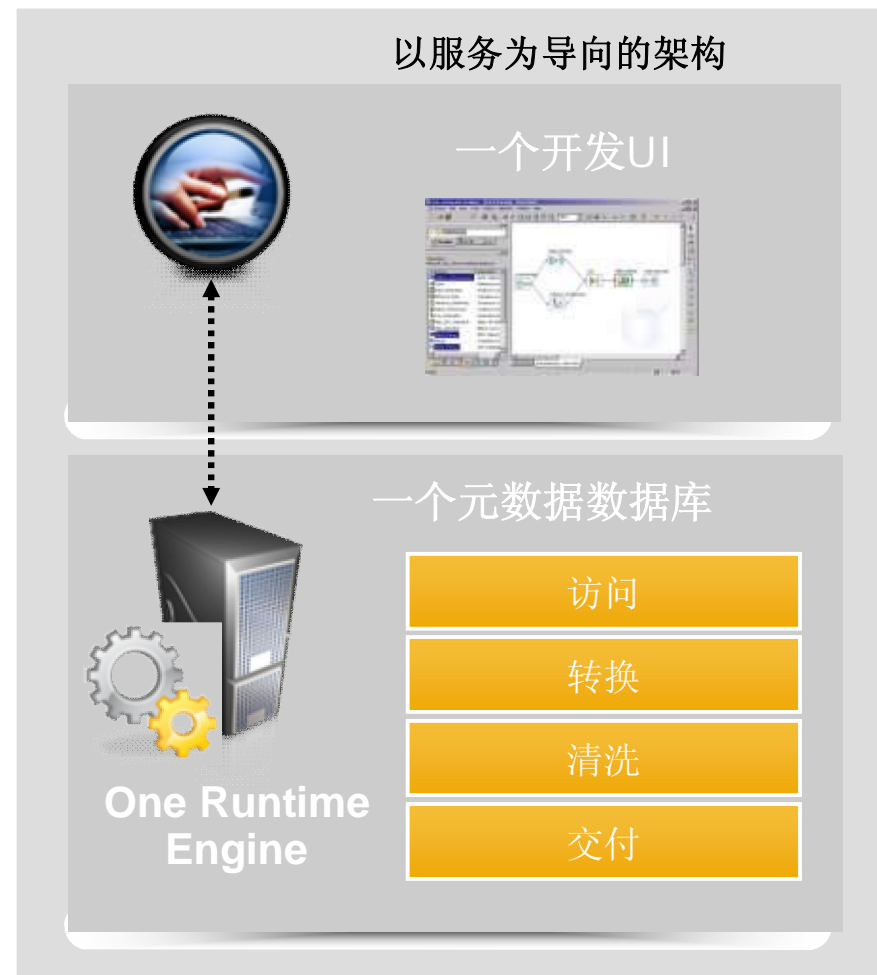 以服务为导向的架构
一个开发UI
一个元数据数据库
访问
转换
清洗
交付
One Runtime
Engine